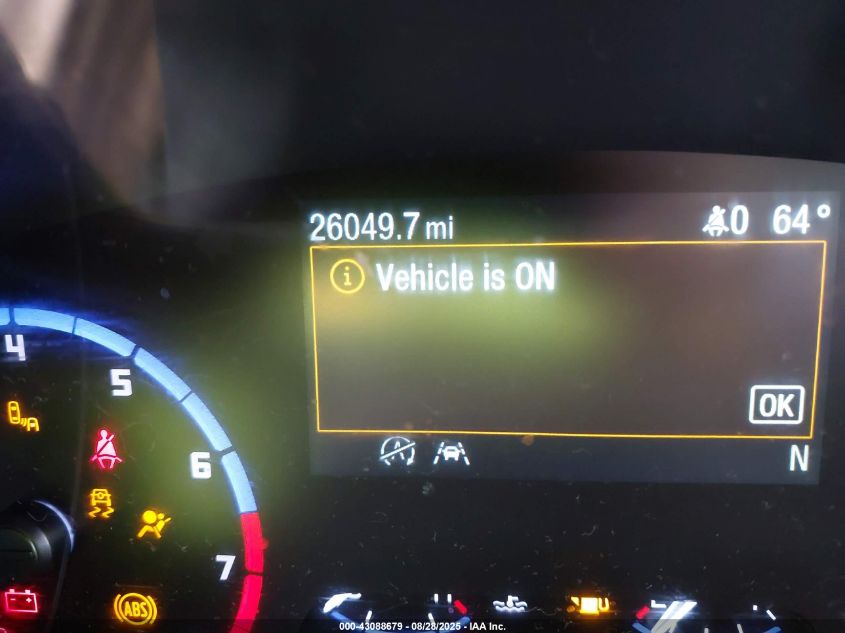 26049.7 mi 0 64°
Vehicle is ON
OK
N
4
5
A
6
7
ABS
000-43088679 - 08/28/2025 - IAA Inc.